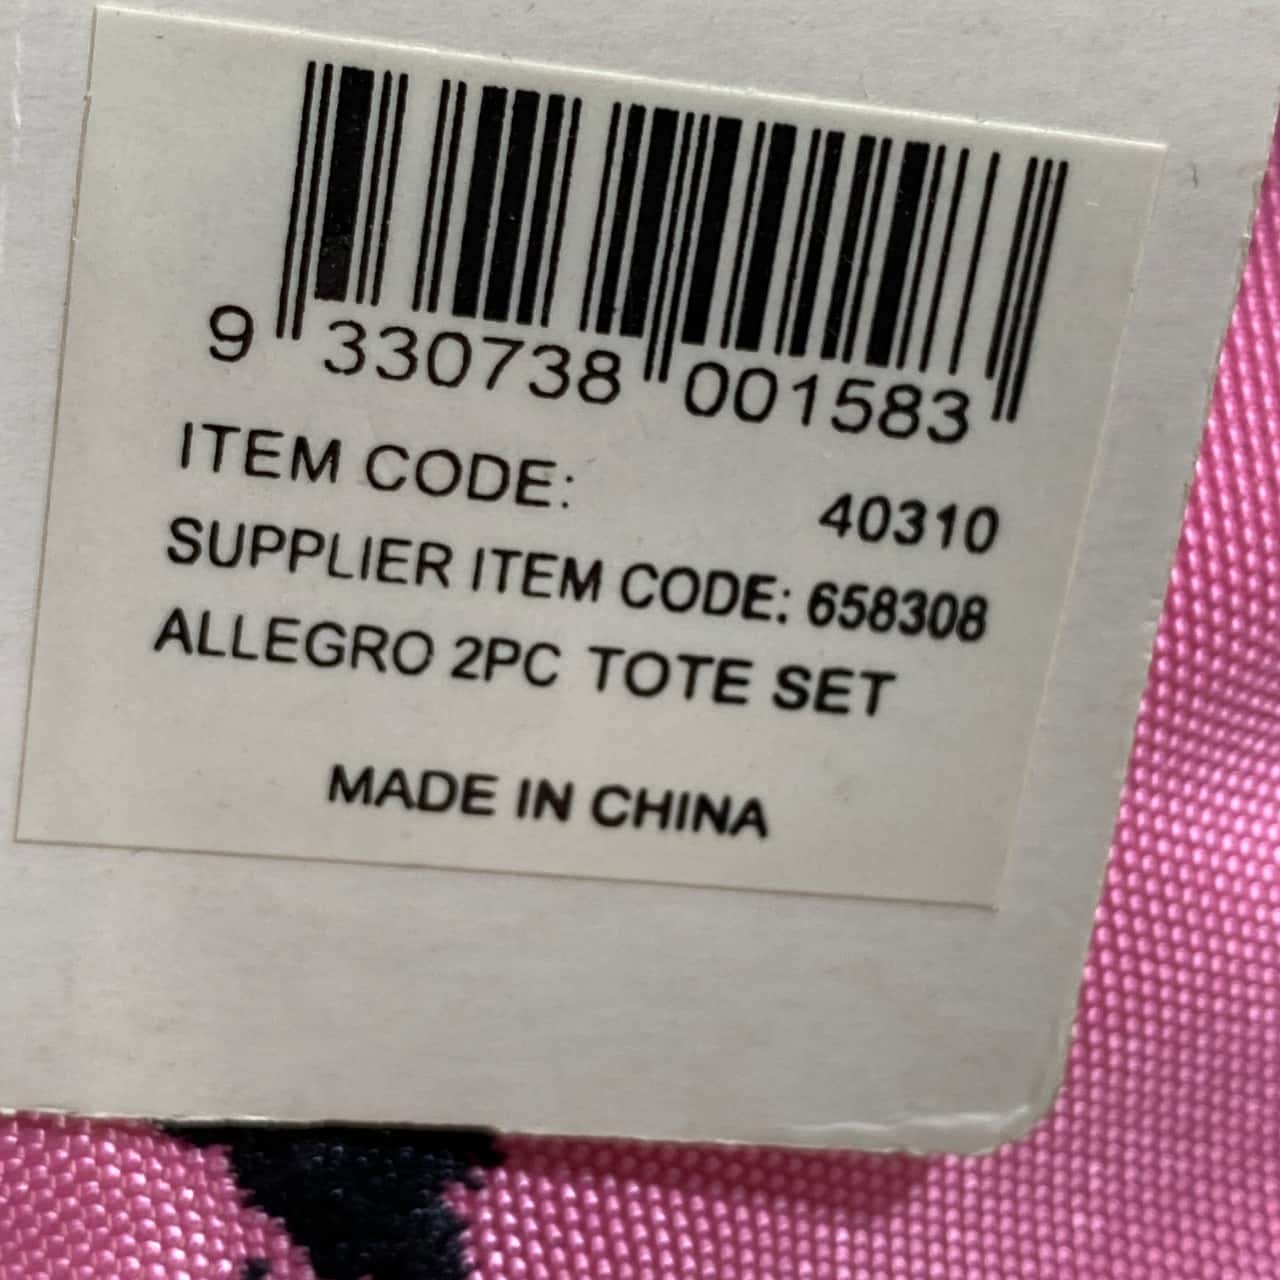 9 330738 001583
ITEM CODE: 40310
SUPPLIER ITEM CODE: 658308
ALLEGRO 2PC TOTE SET
MADE IN CHINA